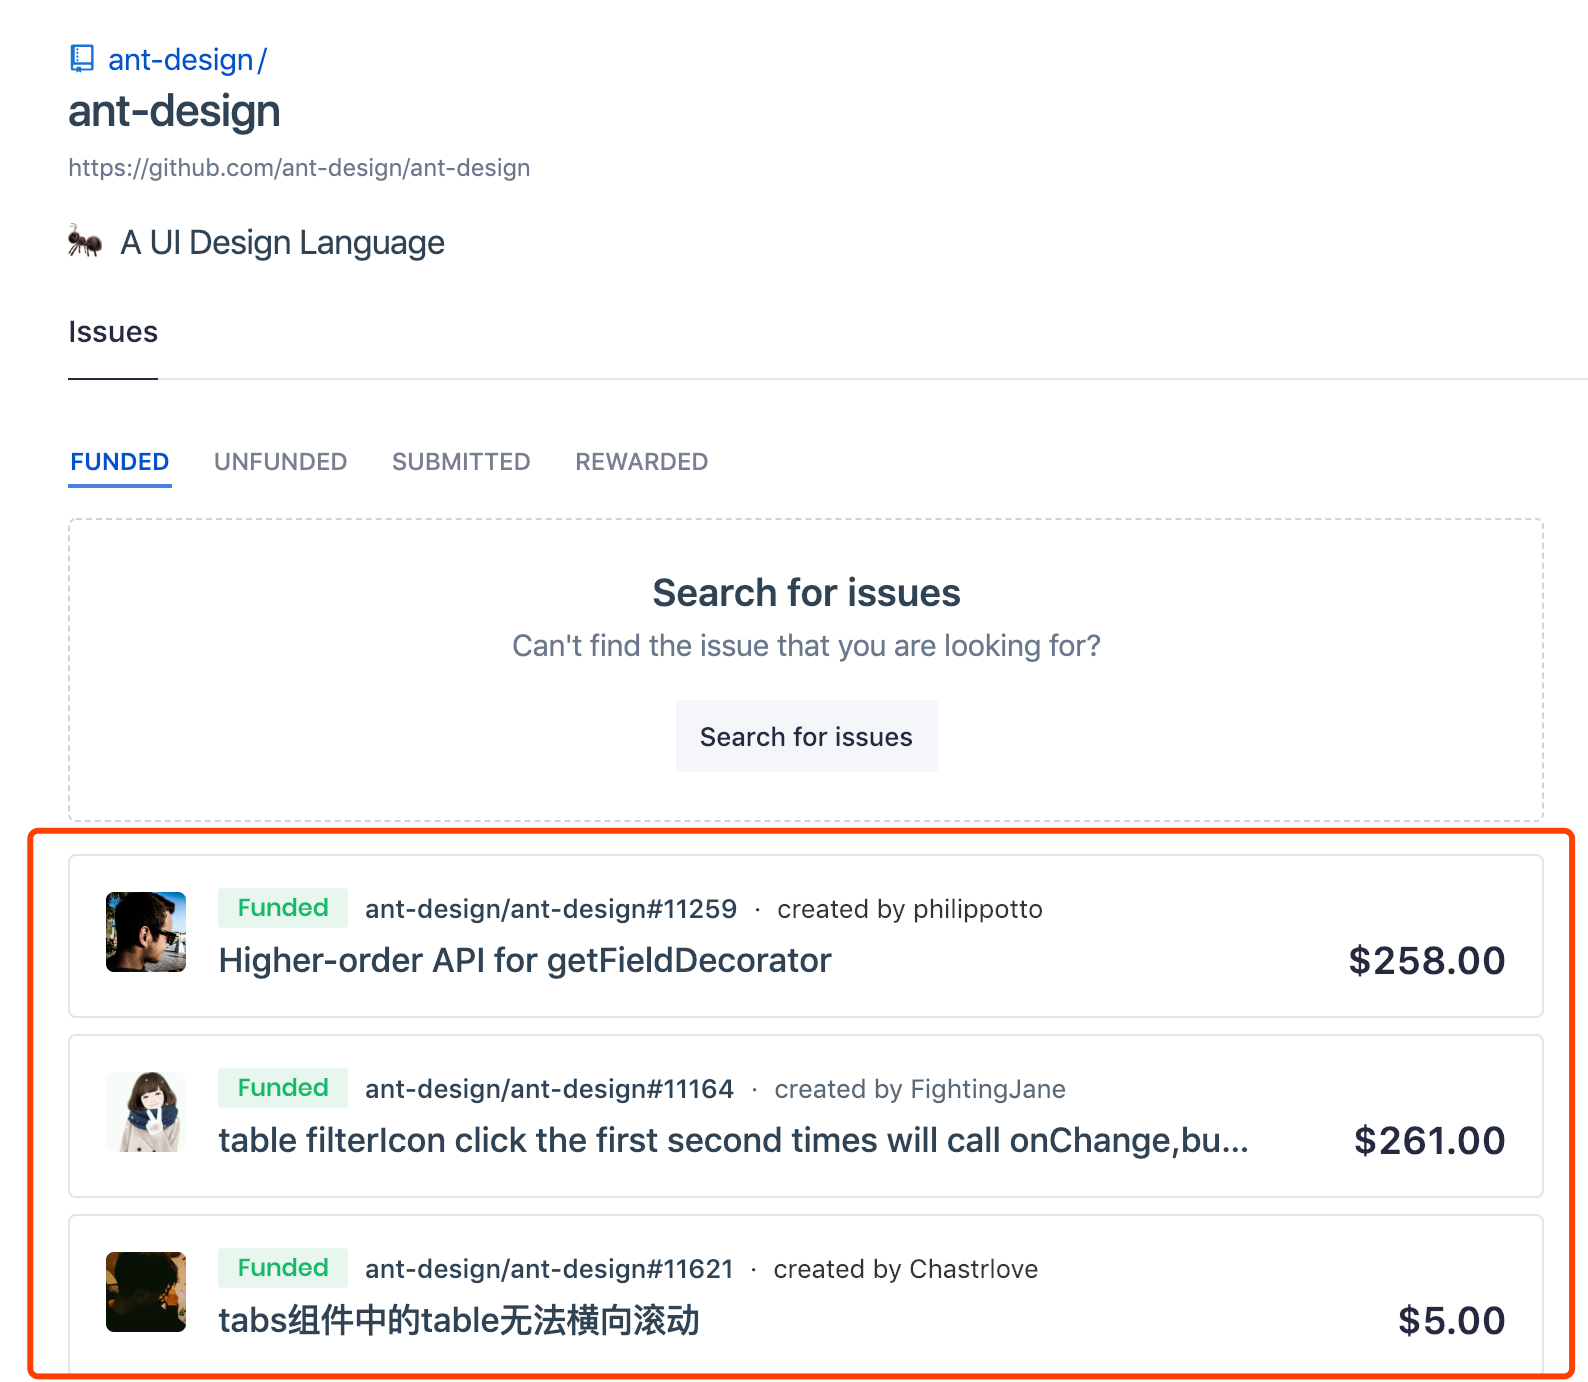 ant-design/
ant-design
https://github.com/ant-design/ant-design
🐜 A UI Design Language
Issues
FUNDED UNFUNDED SUBMITTED REWARDED
Search for issues
Can't find the issue that you are looking for?
Search for issues
Funded ant-design/ant-design#11259 · created by philippotto
Higher-order API for getFieldDecorator $258.00
Funded ant-design/ant-design#11164 · created by FightingJane
table filterIcon click the first second times will call onChange,bu... $261.00
Funded ant-design/ant-design#11621 · created by Chastrlove
tabs组件中的table无法横向滚动 $5.00